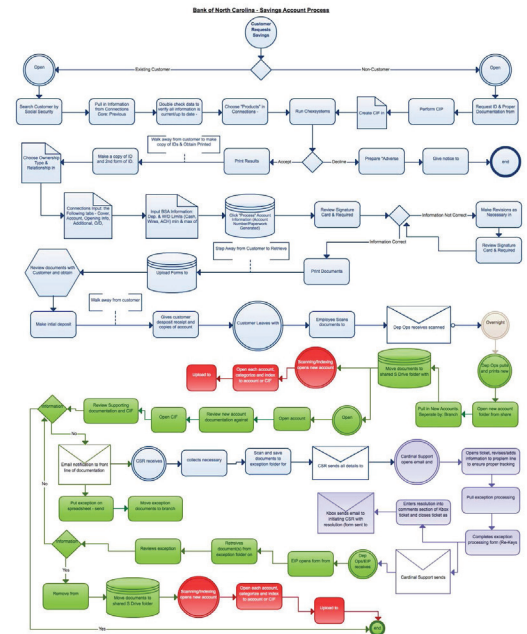 Bank of North Carolina - Savings Account Process
Customer
Requests
Savings
Open
Existing Customer
Non-Customer
Open
Search Customer by
Social Security
Pull in Information
from Connections
Core: Previous
Double check data to
verify all information is
current/up to date -
Choose "Products" in
Connections -
Run Chexsystems
Create CIP in
Perform CIP
Request ID & Proper
Documentation from
Walk away from customer to make
copy of IDs & Obtain Printed
Choose Ownership
Type &
Relationship in
Make a copy of ID
and 2nd form of ID.
Print Results
Accept
Decline
Prepare "Adverse
Give notice to
end
Connections Input: the
Following tabs - Conx:
Account, Opening Info,
Additional, O/D,
Input BSA Information:
Dep. & W/D Limits (Cash,
Wires, ACH) min & max of
Click "Process" Account
Information (Account
Number/Paperwork
Generated)
Review Signature
Card & Required
Information Not Correct
Make Revisions as
Necessary in
Review Signature
Card & Required
Information Correct
Step Away from Customer to Retrieve
Review documents with
Customer and obtain
Upload Forms to
Print Documents
Walk away from customer
Make initial deposit
Gives customer
deposit receipt and
copies of account
Customer Leaves with
Employee Scans
documents to
Dep Ops receives scanned
Overnight
Upload to
Open each account,
categorize and index
to account or CIF
Scanning/Indexing
opens new account
Move documents to
shared S Drive folder with
Dep Ops pulls
and prints new
Information
Review Supporting
documentation and CIF
Open CIF
Review new account
documentation against
Open account
Open
Pull in New Accounts
Seperate by: Branch
Open new account
folder from share
No
Email notification to front
line of documentation
CSR receives
collects necessary
Scan and save
documents to
exception folder for
CSR sends all details to
Cardinal Support
opens email and
Opens ticket, revises/adds
information to program line
to ensure proper tracking
Put exception on
spreadsheet - send
Move exception
documents to branch
Kbox sends email to
initiating CSR with
resolution (form sent to
Enters resolution into
comments section of Kbox
ticket and closes ticket as
Pull exception processing
No
Information
Reviews exception
Retrieves
document(s) from
exception folder on
EIP opens form from
Dep
Ops/EIP
receives
Cardinal Support sends
Completes exception
processing form (Re-Keys
Yes
Remove from
Move documents to
shared S Drive folder
Scanning/Indexing
opens new account
Open each account,
categorize and index
to account or CIF
Upload to
Yes
end